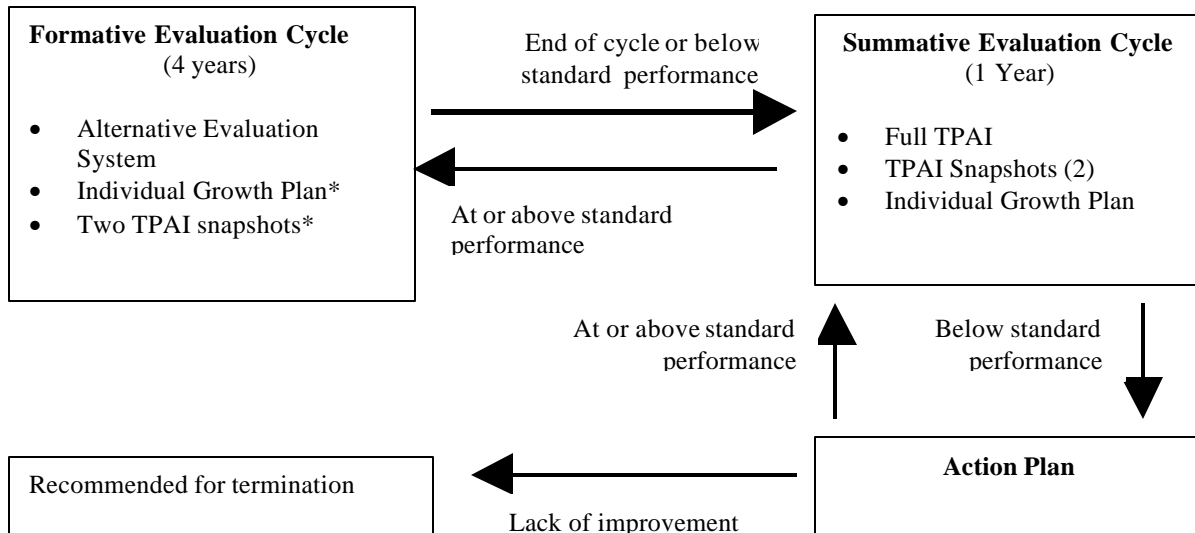 Formative Evaluation Cycle
(4 years)
• Alternative Evaluation
System
• Individual Growth Plan*
• Two TPAI snapshots*
End of cycle or below
standard performance
At or above standard
performance
Summative Evaluation Cycle
(1 Year)
• Full TPAI
• TPAI Snapshots (2)
• Individual Growth Plan
At or above standard
performance
Below standard
performance
Recommended for termination
Lack of improvement
Action Plan